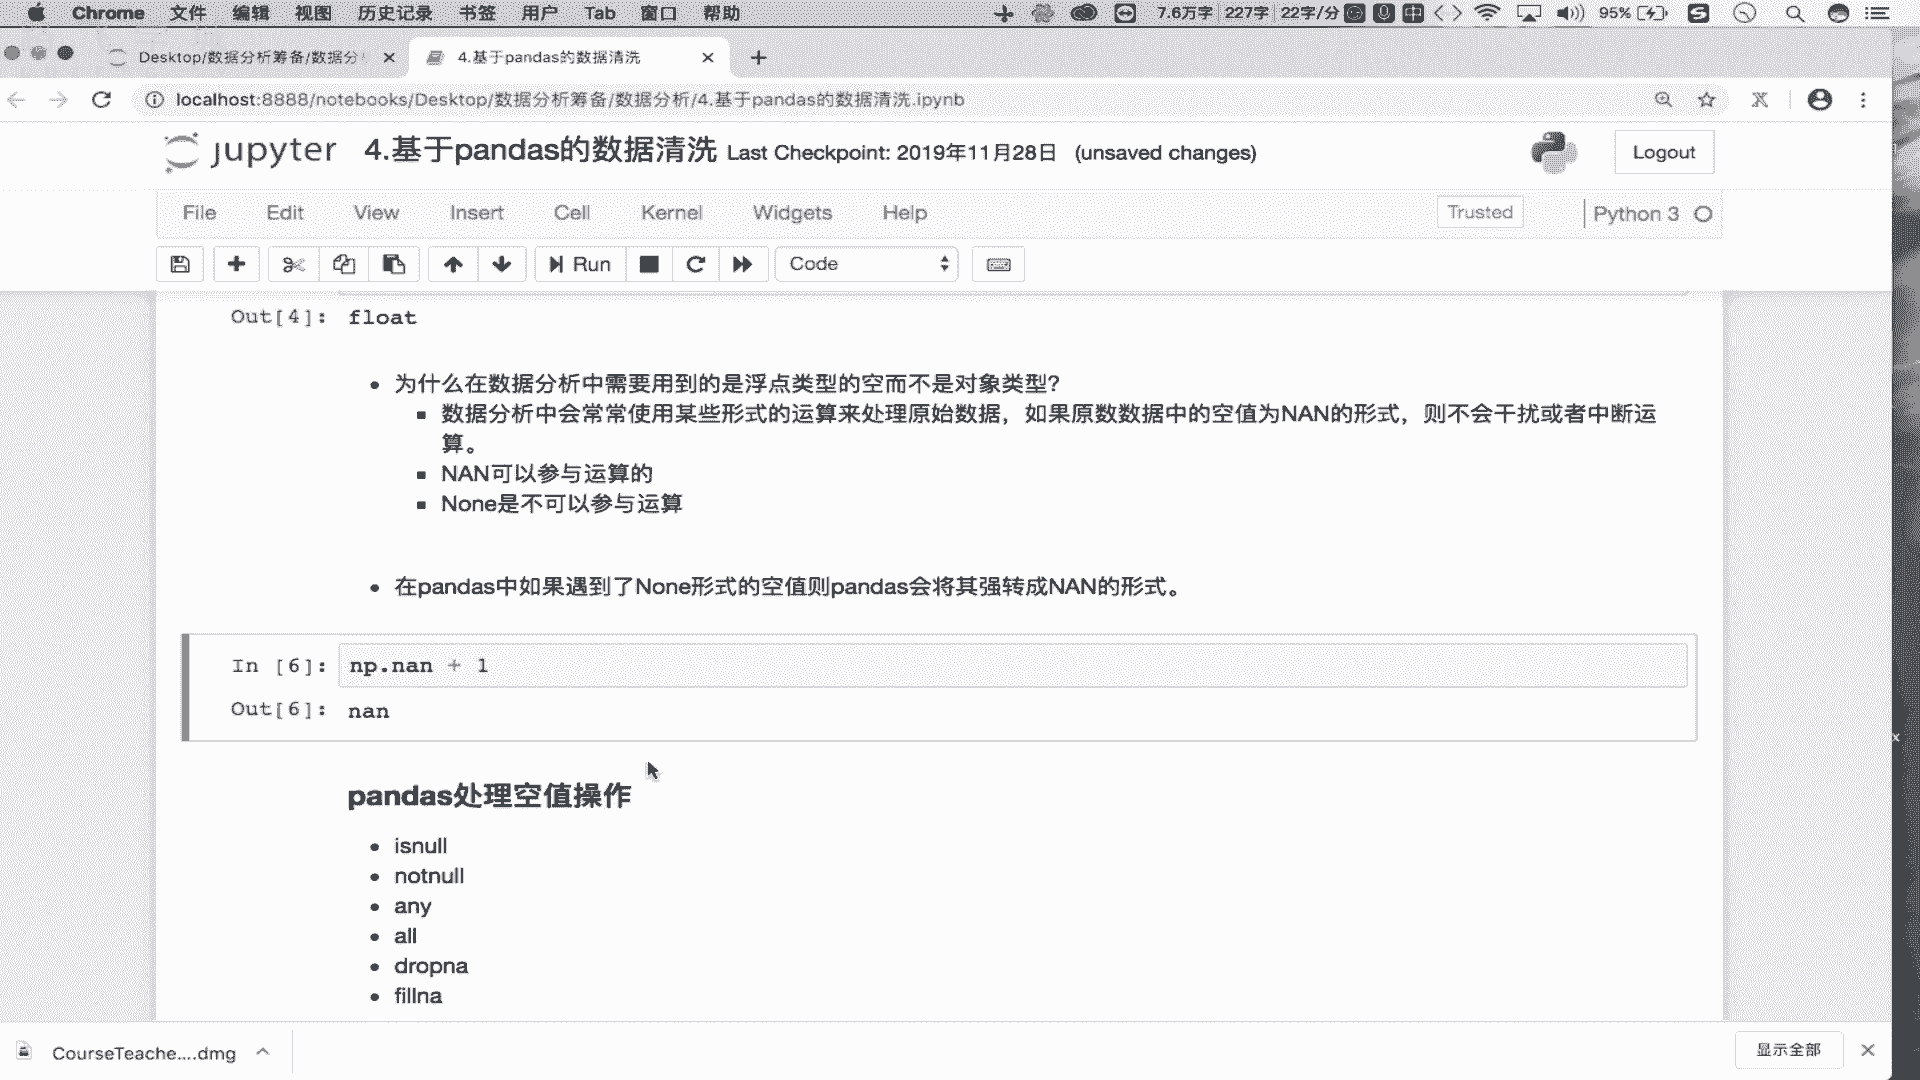 Chrome 文件 编辑 视图 历史记录 书签 用户 Tab 窗口 帮助 7.6万字 227字 22字/分 中 95%
Desktop/数据分析筹备/数据分 4.基于pandas的数据清洗
localhost:8888/notebooks/Desktop/数据分析筹备/数据分析/4.基于pandas的数据清洗.ipynb
jupyter 4.基于pandas的数据清洗 Last Checkpoint: 2019年11月28日 (unsaved changes) Logout
File Edit View Insert Cell Kernel Widgets Help Trusted Python 3
Run Code
Out[4]: float
为什么在数据分析中需要用到的是浮点类型的空而不是对象类型?
数据分析中会常常使用某些形式的运算来处理原始数据，如果原数数据中的空值为NAN的形式，则不会干扰或者中断运
算。
NAN可以参与运算的
None是不可以参与运算
在pandas中如果遇到了None形式的空值则pandas会将其强转成NAN的形式。
In [6]: np.nan + 1
Out[6]: nan
pandas处理空值操作
isnull
notnull
any
all
dropna
fillna
CourseTeache....dmg 显示全部